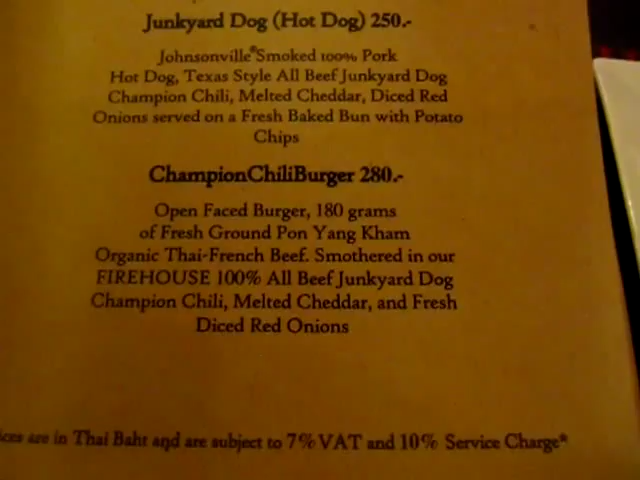 Junkyard Dog (Hot Dog) 250.-
Johnsonville® Smoked 100% Pork
Hot Dog, Texas Style All Beef Junkyard Dog
Champion Chili, Melted Cheddar, Diced Red
Onions served on a Fresh Baked Bun with Potato
Chips
ChampionChiliBurger 280.-
Open Faced Burger, 180 grams
of Fresh Ground Pon Yang Kham
Organic Thai-French Beef. Smothered in our
FIREHOUSE 100% All Beef Junkyard Dog
Champion Chili, Melted Cheddar, and Fresh
Diced Red Onions
are in Thai Baht and are subject to 7% VAT and 10% Service Charge*